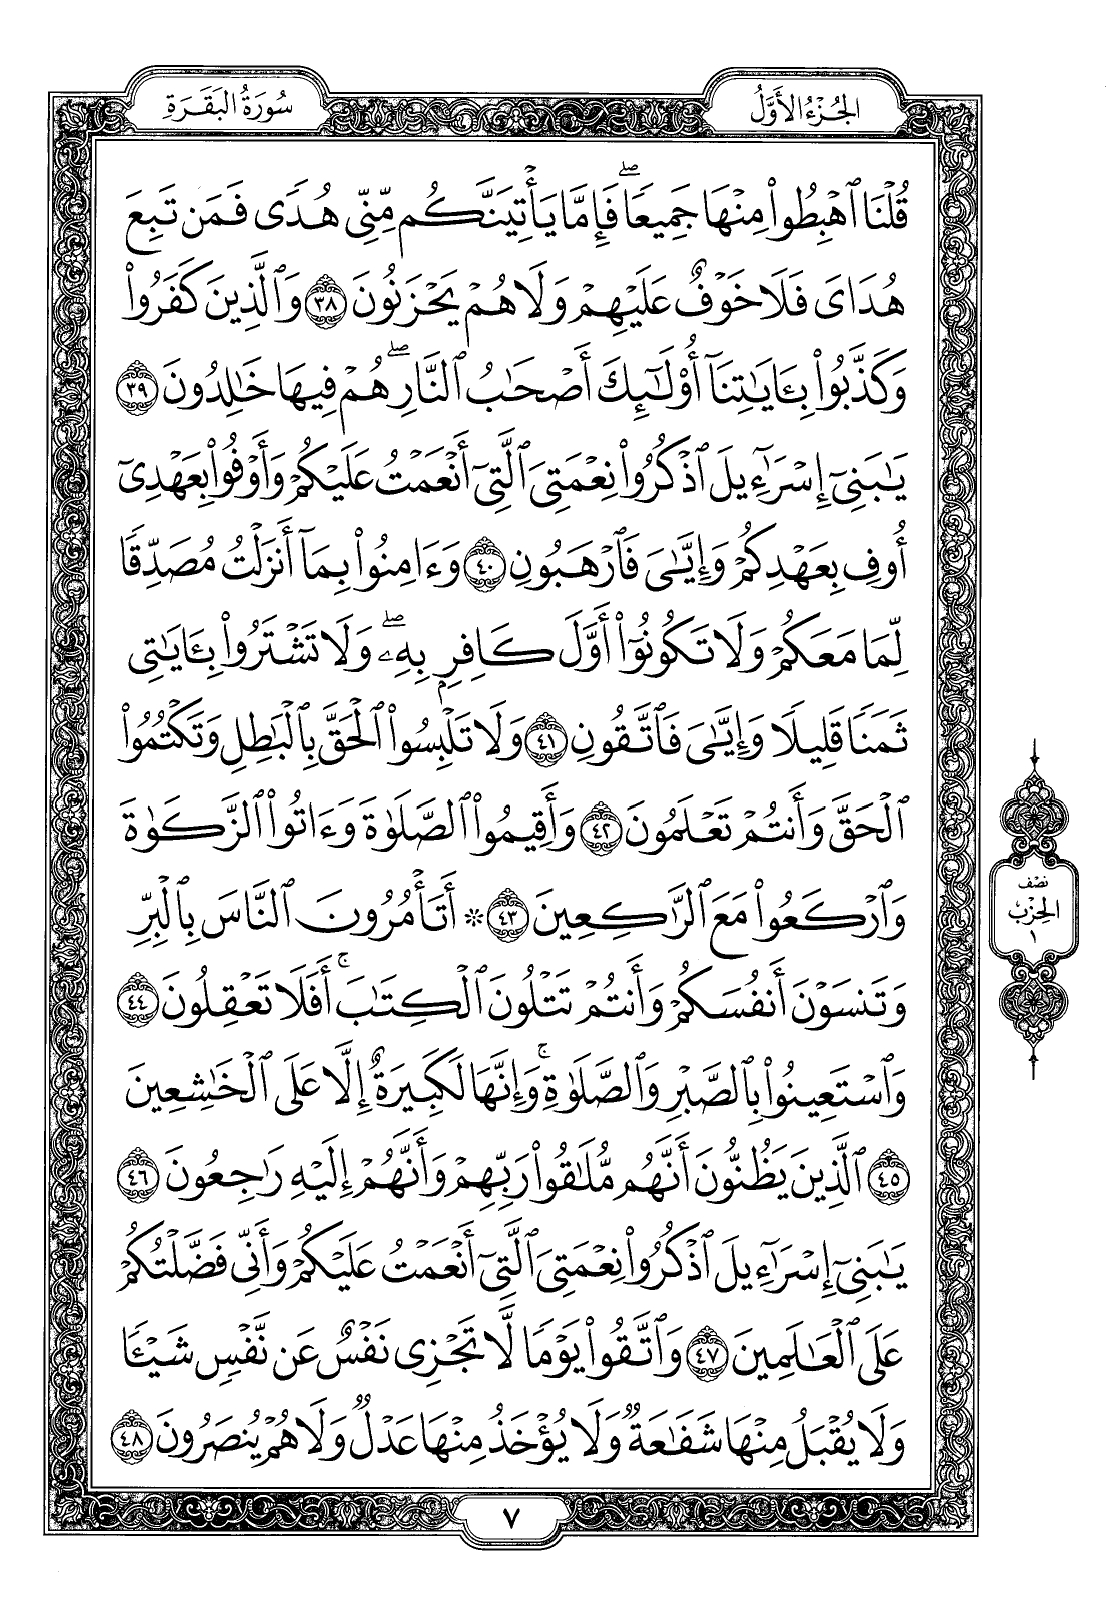 الجُزْءُ الأَوَّلُ
سُورَةُ البَقَرَةِ
قُلْنَا ٱهْبِطُوا۟ مِنْهَا جَمِيعًۭا ۖ فَإِمَّا يَأْتِيَنَّكُم مِّنِّى هُدًۭى فَمَن تَبِعَ
هُدَاىَ فَلَا خَوْفٌ عَلَيْهِمْ وَلَا هُمْ يَحْزَنُونَ ٣٨ وَٱلَّذِينَ كَفَرُوا۟
وَكَذَّبُوا۟ بِـَٔايَـٰتِنَآ أُو۟لَـٰٓئِكَ أَصْحَـٰبُ ٱلنَّارِ ۖ هُمْ فِيهَا خَـٰلِدُونَ ٣٩
يَـٰبَنِىٓ إِسْرَٰٓءِيلَ ٱذْكُرُوا۟ نِعْمَتِىَ ٱلَّتِىٓ أَنْعَمْتُ عَلَيْكُمْ وَأَوْفُوا۟ بِعَهْدِىٓ
أُوفِ بِعَهْدِكُمْ وَإِيَّـٰىَ فَٱرْهَبُونِ ٤٠ وَءَامِنُوا۟ بِمَآ أَنزَلْتُ مُصَدِّقًۭا
لِّمَا مَعَكُمْ وَلَا تَكُونُوٓا۟ أَوَّلَ كَافِرٍۭ بِهِۦ ۖ وَلَا تَشْتَرُوا۟ بِـَٔايَـٰتِى
ثَمَنًۭا قَلِيلًۭا وَإِيَّـٰىَ فَٱتَّقُونِ ٤١ وَلَا تَلْبِسُوا۟ ٱلْحَقَّ بِٱلْبَـٰطِلِ وَتَكْتُمُوا۟
ٱلْحَقَّ وَأَنتُمْ تَعْلَمُونَ ٤٢ وَأَقِيمُوا۟ ٱلصَّلَوٰةَ وَءَاتُوا۟ ٱلزَّكَوٰةَ
وَٱرْكَعُوا۟ مَعَ ٱلرَّٰكِعِينَ ٤٣ * أَتَأْمُرُونَ ٱلنَّاسَ بِٱلْبِرِّ
وَتَنسَوْنَ أَنفُسَكُمْ وَأَنتُمْ تَتْلُونَ ٱلْكِتَـٰبَ ۚ أَفَلَا تَعْقِلُونَ ٤٤
وَٱسْتَعِينُوا۟ بِٱلصَّبْرِ وَٱلصَّلَوٰةِ ۚ وَإِنَّهَا لَكَبِيرَةٌ إِلَّا عَلَى ٱلْخَـٰشِعِينَ
٤٥ ٱلَّذِينَ يَظُنُّونَ أَنَّهُم مُّلَـٰقُوا۟ رَبِّهِمْ وَأَنَّهُمْ إِلَيْهِ رَٰجِعُونَ ٤٦
يَـٰبَنِىٓ إِسْرَٰٓءِيلَ ٱذْكُرُوا۟ نِعْمَتِىَ ٱلَّتِىٓ أَنْعَمْتُ عَلَيْكُمْ وَأَنِّى فَضَّلْتُكُمْ
عَلَى ٱلْعَـٰلَمِينَ ٤٧ وَٱتَّقُوا۟ يَوْمًۭا لَّا تَجْزِى نَفْسٌ عَن نَّفْسٍۢ شَيْـًۭٔا
وَلَا يُقْبَلُ مِنْهَا شَفَـٰعَةٌۭ وَلَا يُؤْخَذُ مِنْهَا عَدْلٌۭ وَلَا هُمْ يُنصَرُونَ ٤٨
نصف
الحزب
١
٧